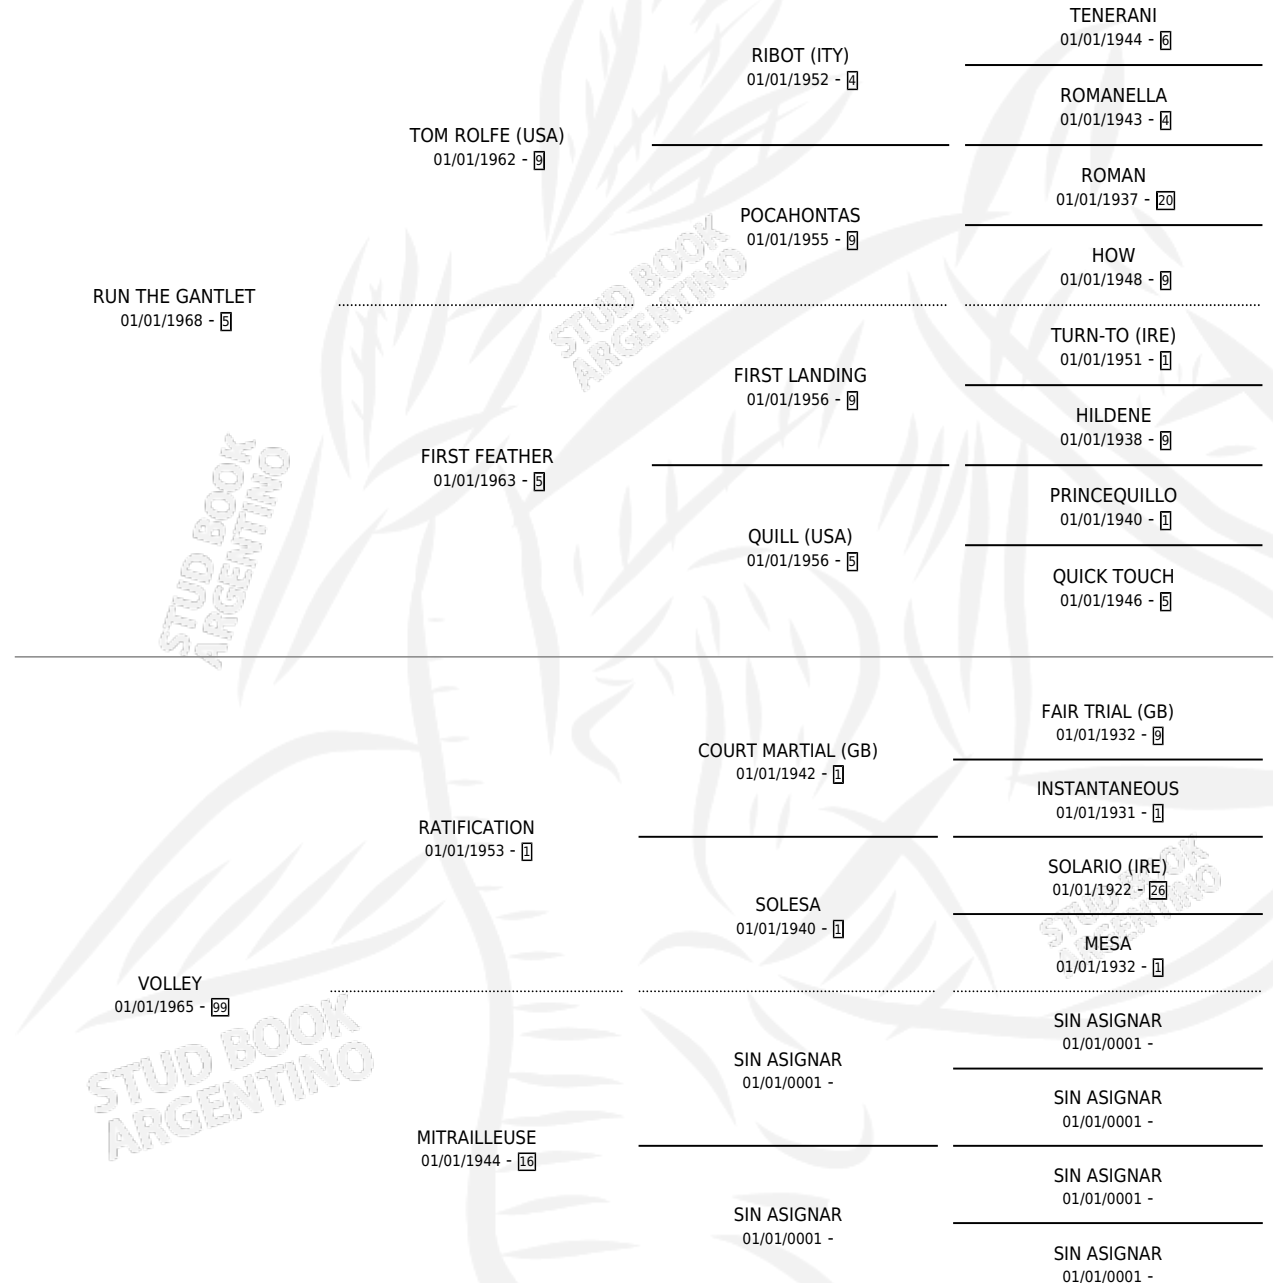 TENERANI
01/01/1944 - 6
RIBOT (ITY)
01/01/1952 - 4
ROMANELLA
01/01/1943 - 4
TOM ROLFE (USA)
01/01/1962 - 9
ROMAN
01/01/1937 - 20
POCAHONTAS
01/01/1955 - 9
HOW
01/01/1948 - 9
RUN THE GANTLET
01/01/1968 - 5
TURN-TO (IRE)
01/01/1951 - 1
FIRST LANDING
01/01/1956 - 9
HILDENE
01/01/1938 - 9
FIRST FEATHER
01/01/1963 - 5
PRINCEQUILLO
01/01/1940 - 1
QUILL (USA)
01/01/1956 - 5
QUICK TOUCH
01/01/1946 - 5
STUD BOOK
ARGENTINO
STUD BOOK
ARGENTINO
FAIR TRIAL (GB)
01/01/1932 - 9
COURT MARTIAL (GB)
01/01/1942 - 1
INSTANTANEOUS
01/01/1931 - 1
RATIFICATION
01/01/1953 - 1
SOLARIO (IRE)
01/01/1922 - 26
SOLESA
01/01/1940 - 1
MESA
01/01/1932 - 1
VOLLEY
01/01/1965 - 99
SIN ASIGNAR
01/01/0001 -
SIN ASIGNAR
01/01/0001 -
SIN ASIGNAR
01/01/0001 -
MITRAILLEUSE
01/01/1944 - 16
SIN ASIGNAR
01/01/0001 -
SIN ASIGNAR
01/01/0001 -
SIN ASIGNAR
01/01/0001 -
STUD BOOK
ARGENTINO
STUD BOOK
ARGENTINO